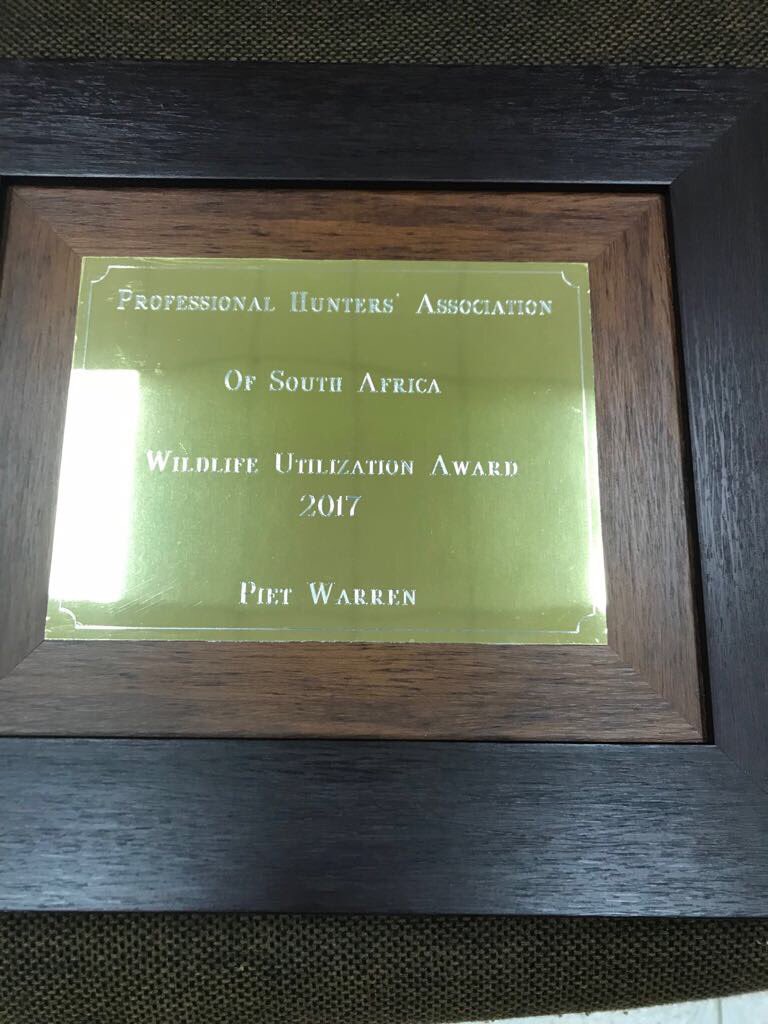 Professional Hunters' Association
Of South Africa
Wildlife Utilization Award
2017
Piet Warren